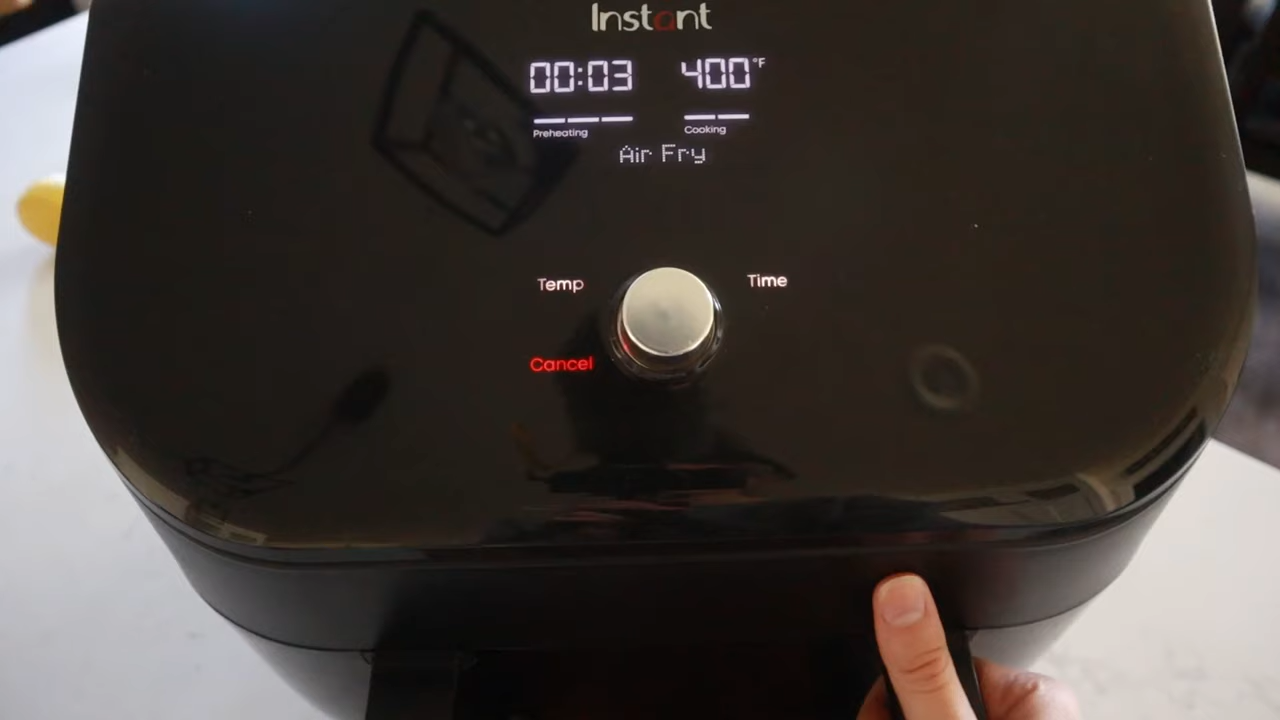 Instant
00:03 400°F
Preheating Cooking
Air Fry
Temp Time
Cancel